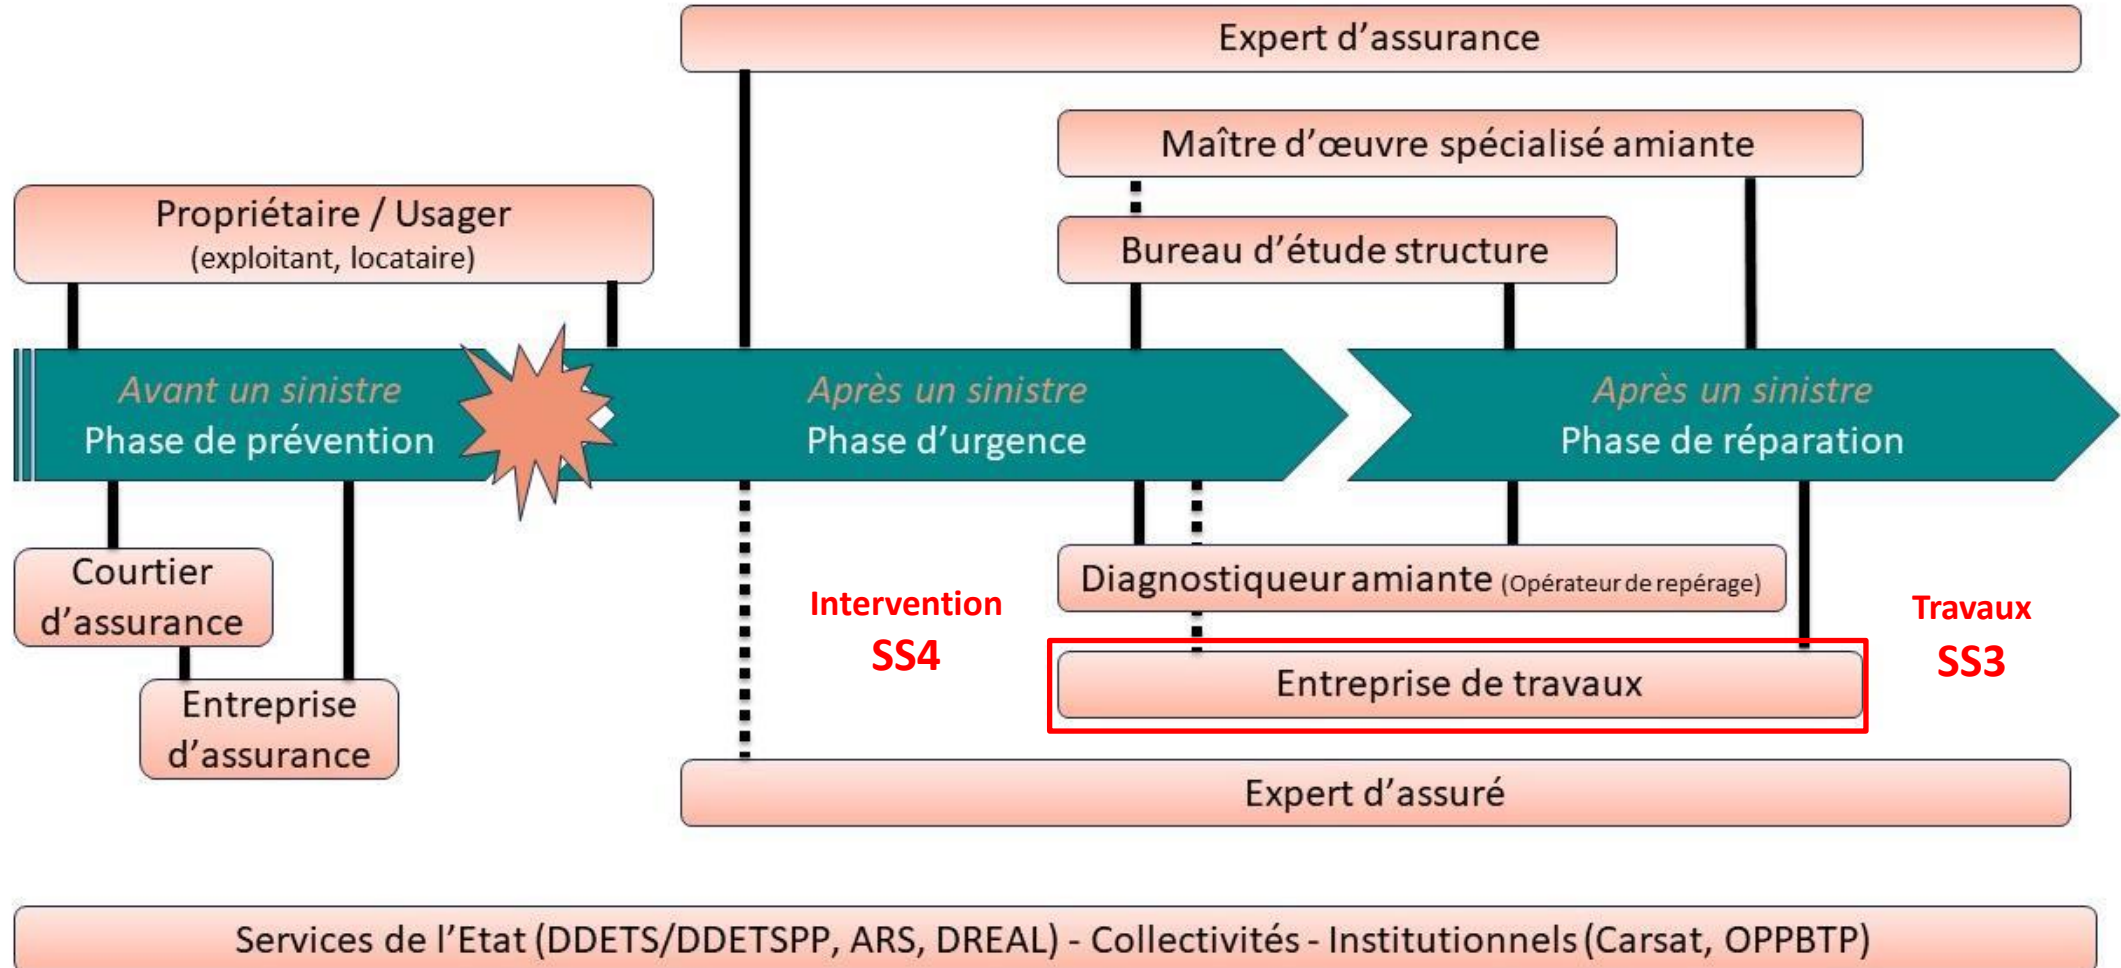 Expert d’assurance
Maître d’œuvre spécialisé amiante
Propriétaire / Usager
(exploitant, locataire)
Bureau d’étude structure
Avant un sinistre
Phase de prévention
Après un sinistre
Phase d’urgence
Après un sinistre
Phase de réparation
Courtier
d’assurance
Entreprise
d’assurance
Intervention
SS4
Diagnostiqueur amiante (Opérateur de repérage)
Travaux
SS3
Entreprise de travaux
Expert d’assuré
Services de l’Etat (DDETS/DDETSPP, ARS, DREAL) - Collectivités - Institutionnels (Carsat, OPPBTP)